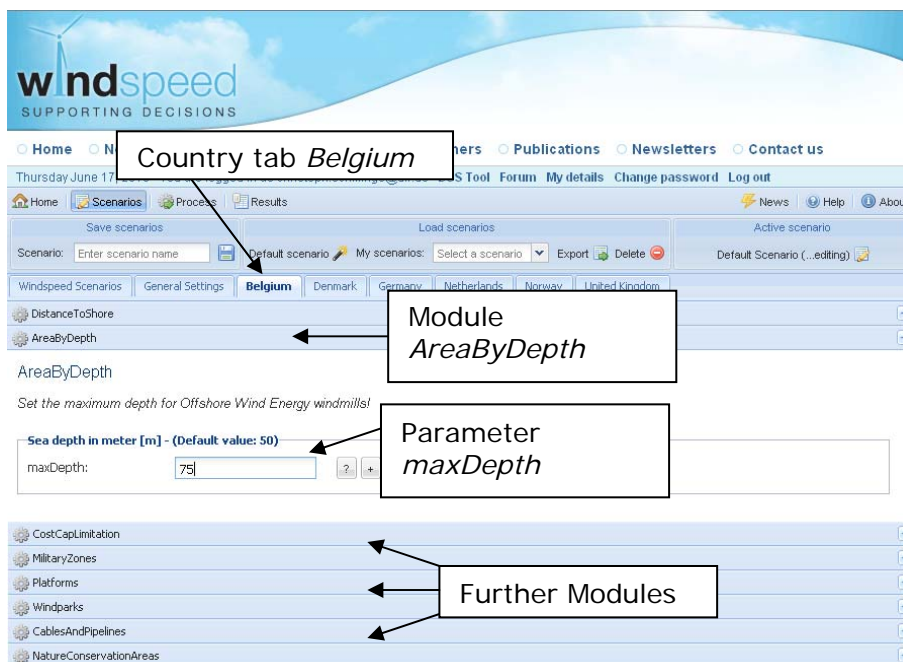 windspeed
SUPPORTING DECISIONS
Home Publications Newsletters Contact us
Country tab Belgium
Thursday June 17, DSS Tool Forum My details Change password Log out
Home Scenarios Process Results News Help
Save scenarios Load scenarios Active scenario
Scenario: Enter scenario name Default scenario My scenarios: Select a scenario Export Delete Default Scenario (...editing)
Windspeed Scenarios General Settings Belgium Denmark Germany Netherlands Norway United Kingdom
DistanceToShore
AreaByDepth
Module
AreaByDepth
AreaByDepth
Set the maximum depth for Offshore Wind Energy windmills!
Sea depth in meter [m] - (Default value: 50)
maxDepth: 75 ? +
Parameter
maxDepth
CostCapLimitation
MilitaryZones
Platforms
Windparks
Further Modules
CablesAndPipelines
NatureConservationAreas